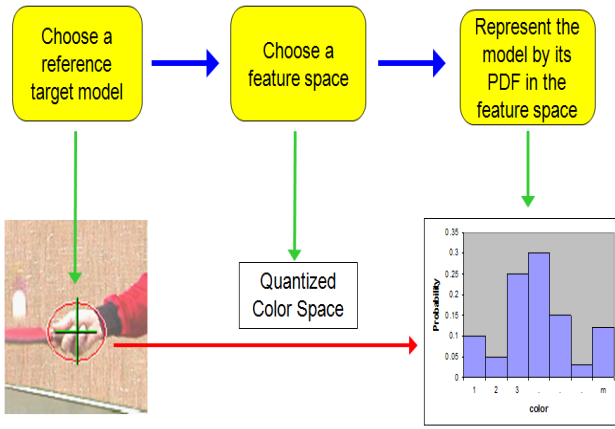 Choose a
reference
target model
Choose a
feature space
Represent the
model by its
PDF in the
feature space
Quantized
Color Space
0.35
0.3
0.25
0.2
0.15
0.1
0.05
0
Probability
1 2 3 . . . m
color